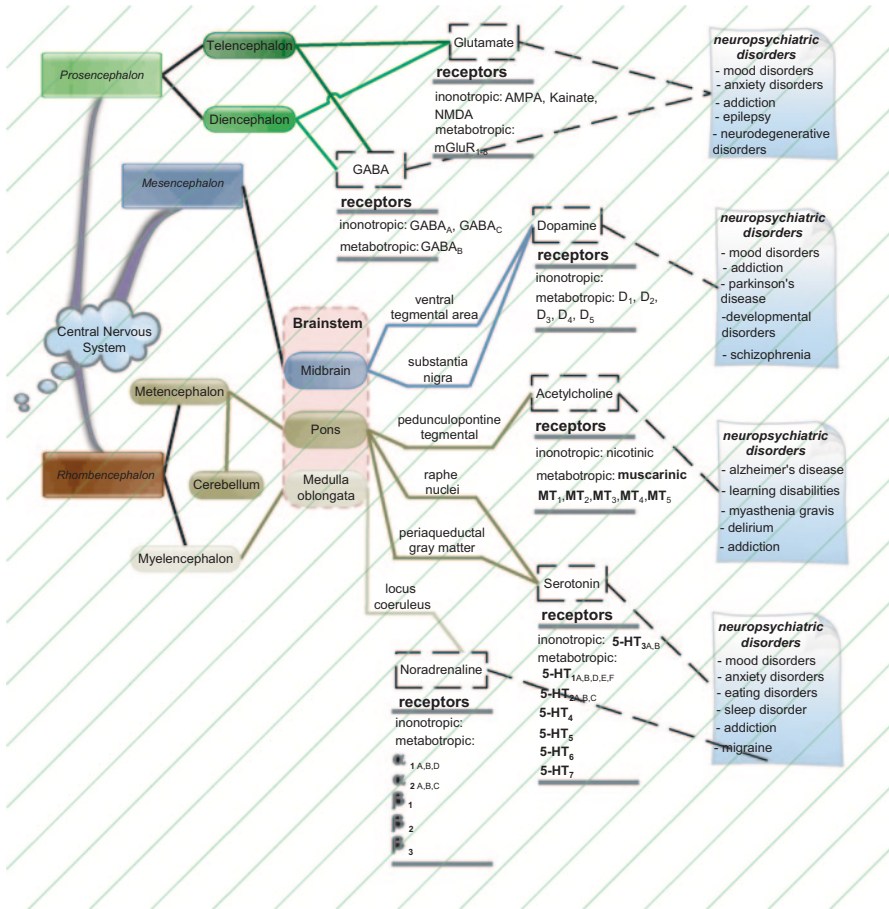 Prosencephalon
Telencephalon
Diencephalon
Glutamate
receptors
inonotropic: AMPA, Kainate,
NMDA
metabotropic:
mGluR1-8
neuropsychiatric
disorders
- mood disorders
- anxiety disorders
- addiction
- epilepsy
- neurodegenerative
disorders
Mesencephalon
GABA
receptors
inonotropic: GABAA, GABAC
metabotropic: GABAB
Dopamine
receptors
inonotropic:
metabotropic: D1, D2,
D3, D4, D5
neuropsychiatric
disorders
- mood disorders
- addiction
- parkinson's
disease
-developmental
disorders
- schizophrenia
Central Nervous
System
Brainstem
ventral
tegmental area
substantia
nigra
Midbrain
Metencephalon
Pons
Cerebellum
Medulla
oblongata
Rhombencephalon
Myelencephalon
pedunculopontine
tegmental
raphe
nuclei
periaqueductal
gray matter
locus
coeruleus
Acetylcholine
receptors
inonotropic: nicotinic
metabotropic: muscarinic
MT1,MT2,MT3,MT4,MT5
neuropsychiatric
disorders
- alzheimer's disease
- learning disabilities
- myasthenia gravis
- delirium
- addiction
Serotonin
receptors
inonotropic: 5-HT3A,B
metabotropic:
5-HT1A,B,D,E,F
5-HT2A,B,C
5-HT4
5-HT5
5-HT6
5-HT7
Noradrenaline
receptors
inonotropic:
metabotropic:
α 1 A,B,D
α 2 A,B,C
β 1
β 2
β 3
neuropsychiatric
disorders
- mood disorders
- anxiety disorders
- eating disorders
- sleep disorder
- addiction
- migraine